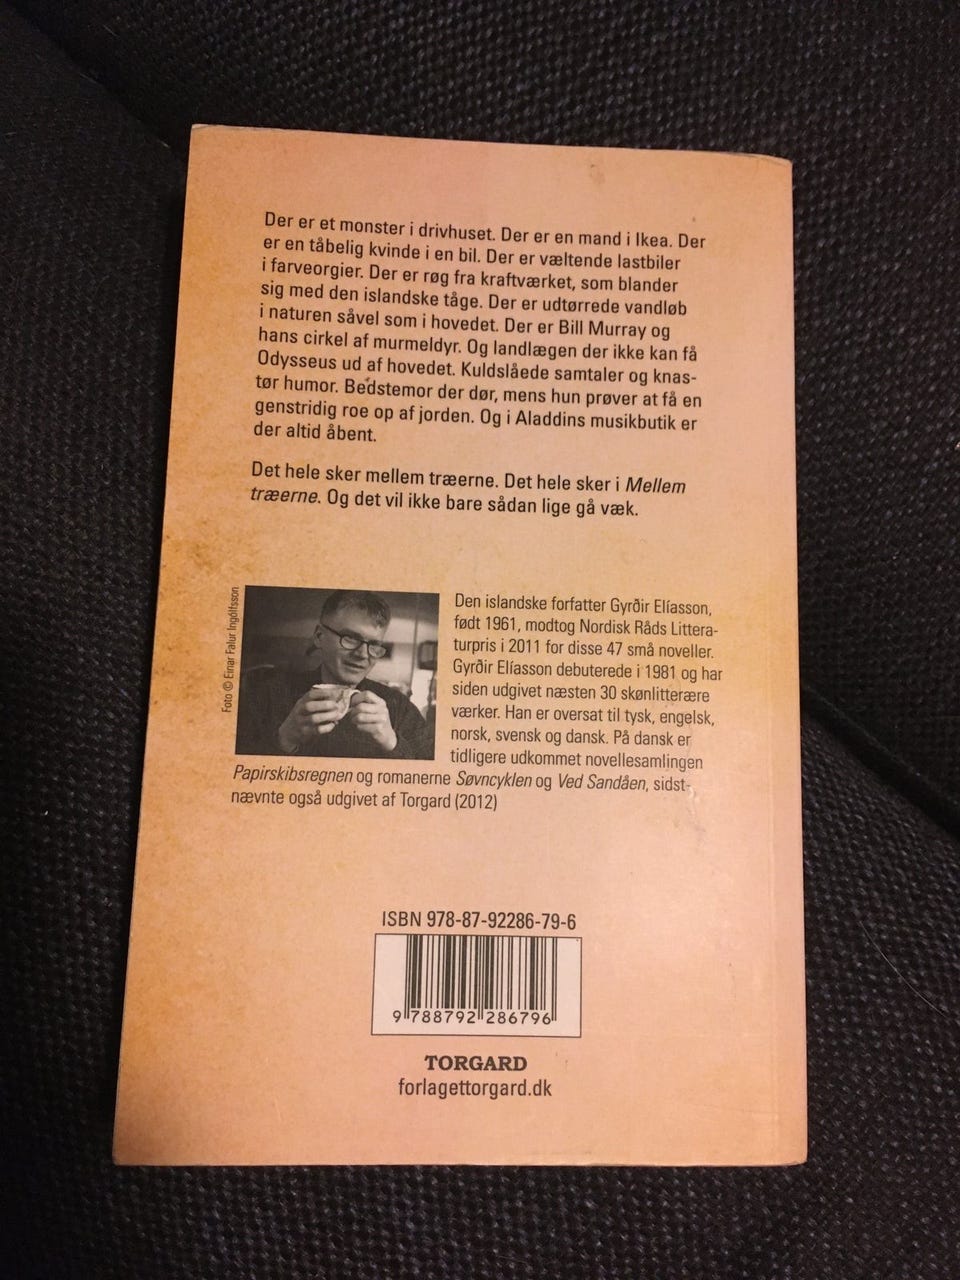 Der er et monster i drivhuset. Der er en mand i Ikea. Der
er en tåbelig kvinde i en bil. Der er væltende lastbiler
i farveorgier. Der er røg fra kraftværket, som blander
sig med den islandske tåge. Der er udtørrede vandløb
i naturen såvel som i hovedet. Der er Bill Murray og
hans cirkel af murmeldyr. Og landlægen der ikke kan få
Odysseus ud af hovedet. Kuldslåede samtaler og knas-
tør humor. Bedstemor der dør, mens hun prøver at få en
genstridig roe op af jorden. Og i Aladdins musikbutik er
der altid åbent.
Det hele sker mellem træerne. Det hele sker i Mellem
træerne. Og det vil ikke bare sådan lige gå væk.
Foto © Einar Falur Ingólfsson
Den islandske forfatter Gyrðir Elíasson,
født 1961, modtog Nordisk Råds Littera-
turpris i 2011 for disse 47 små noveller.
Gyrðir Elíasson debuterede i 1981 og har
siden udgivet næsten 30 skønlitterære
værker. Han er oversat til tysk, engelsk,
norsk, svensk og dansk. På dansk er
tidligere udkommet novellesamlingen
Papirskibsregnen og romanerne Søvncyklen og Ved Sandåen, sidst-
nævnte også udgivet af Torgard (2012)
ISBN 978-87-92286-79-6
9 788792 286796
TORGARD
forlagettorgard.dk